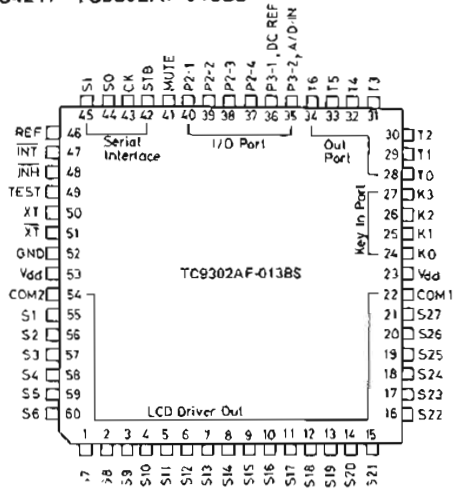 SI
SO
CK
STB
MUTE
P2-1
P2-2
P2-3
P2-4
P3-1, DC REF
P3-2, A/D-IN
T6
T5
T4
T3
45 44 43 42 41 40 39 38 37 36 35 34 33 32 31
Serial Interlace
I/O Port
Out Port
REF 46
INT 47
INH 48
TEST 49
XT 50
XT 51
GND 52
Vdd 53
COM2 54
S1 55
S2 56
S3 57
S4 58
S5 59
S6 60
TC9302AF-013BS
Key In Port
30 T2
29 T1
28 T0
27 K3
26 K2
25 K1
24 K0
23 Vdd
22 COM1
21 S27
20 S26
19 S25
18 S24
17 S23
16 S22
LCD Driver Out
1 2 3 4 5 6 7 8 9 10 11 12 13 14 15
S7
S8
S9
S10
S11
S12
S13
S14
S15
S16
S17
S18
S19
S20
S21